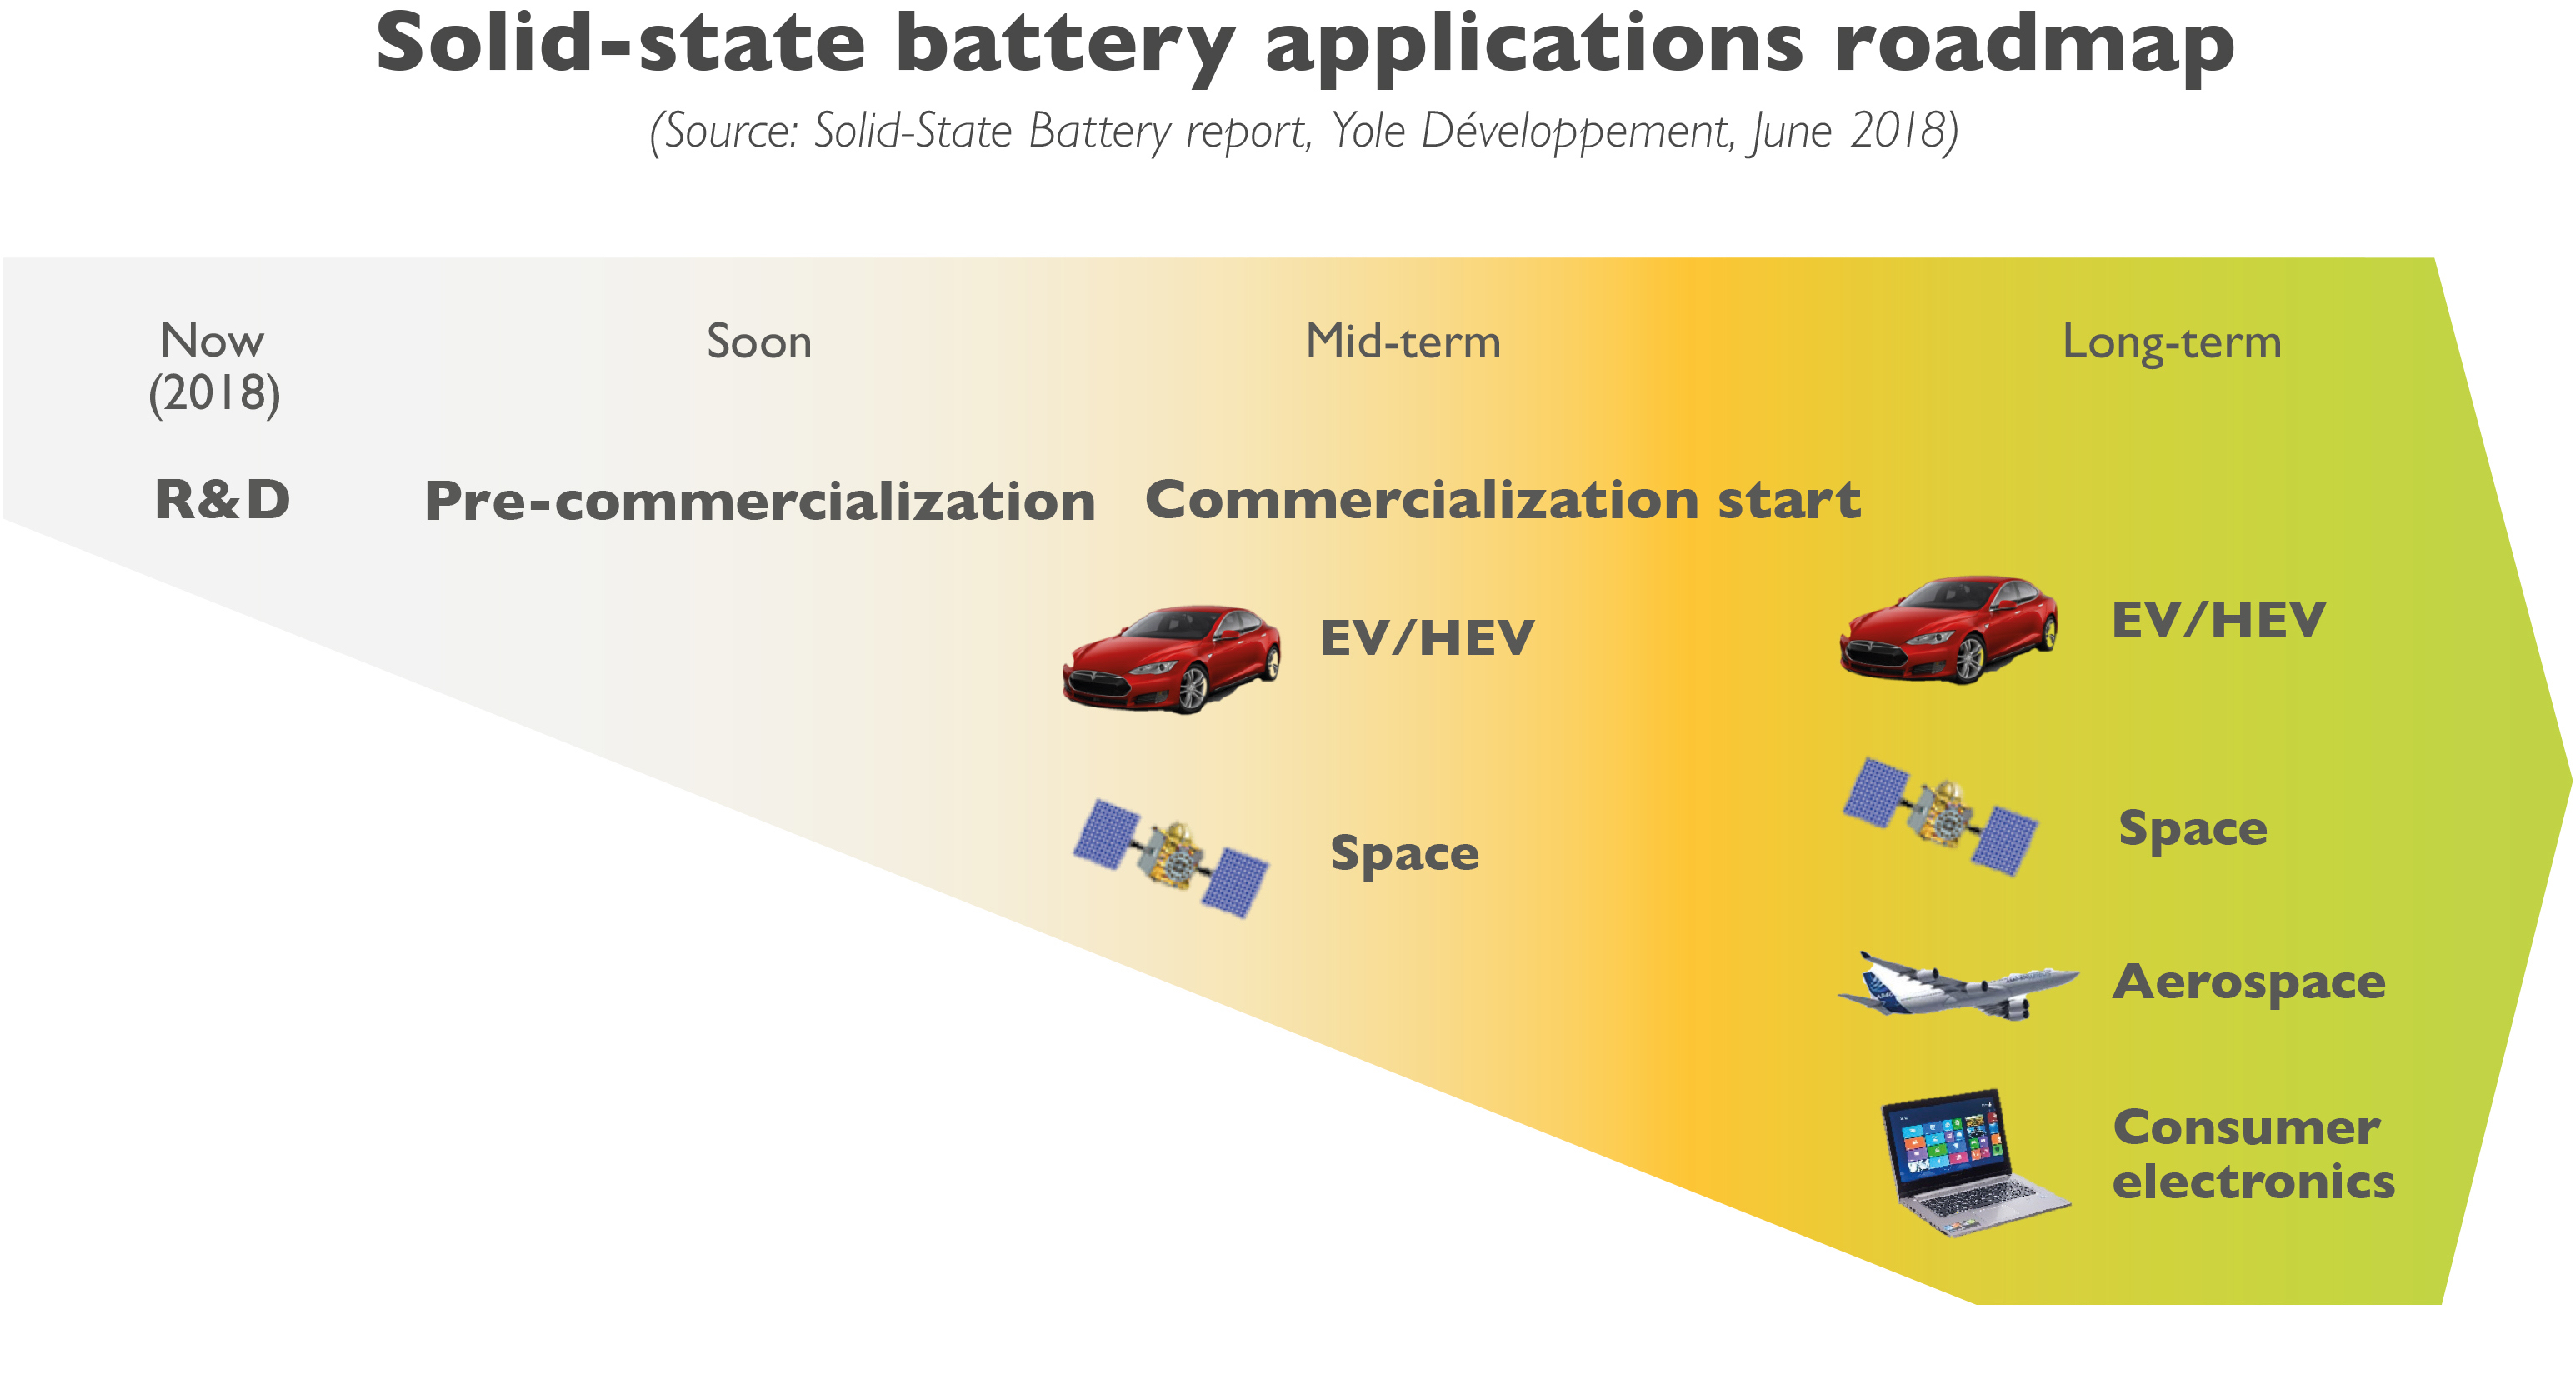 Solid-state battery applications roadmap
(Source: Solid-State Battery report, Yole Développement, June 2018)
Now
(2018)
Soon
Mid-term
Long-term
R&D
Pre-commercialization
Commercialization start
EV/HEV
EV/HEV
Space
Space
Aerospace
Consumer
electronics